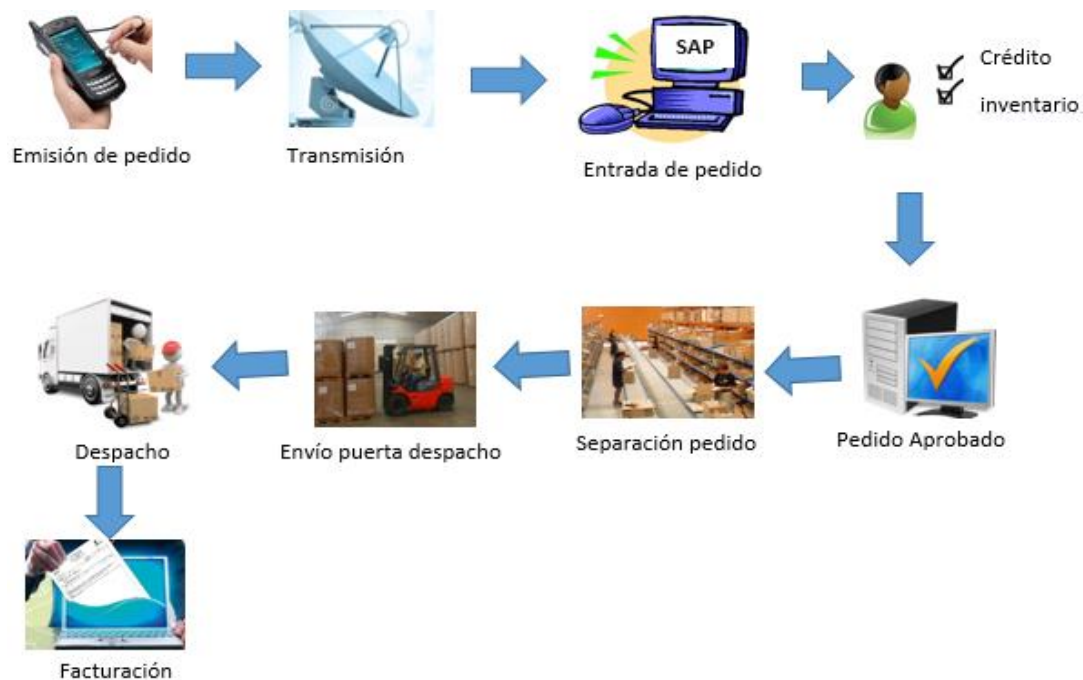 SAP
Crédito
inventario
Emisión de pedido
Transmisión
Entrada de pedido
Despacho
Envío puerta despacho
Separación pedido
Pedido Aprobado
Facturación